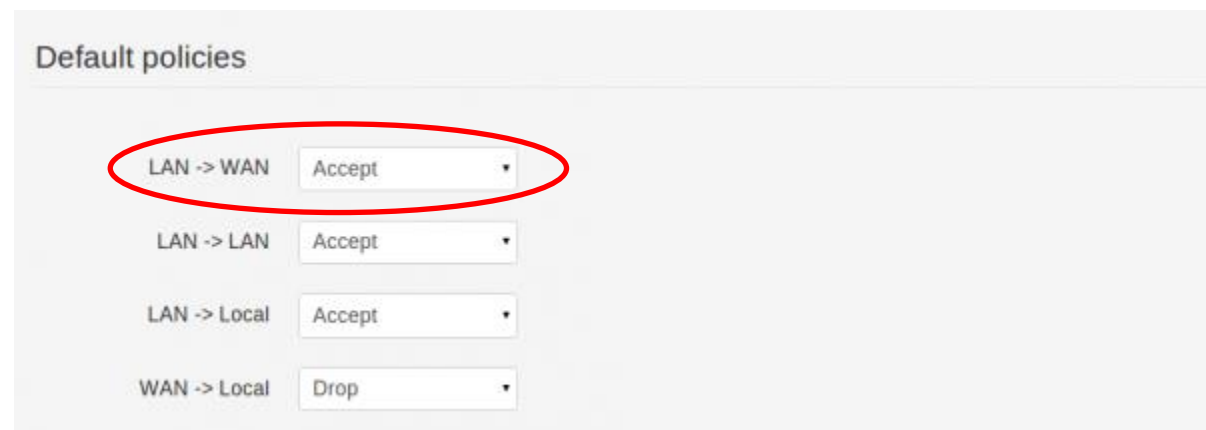 Default policies
LAN -> WAN Accept
LAN -> LAN Accept
LAN -> Local Accept
WAN -> Local Drop